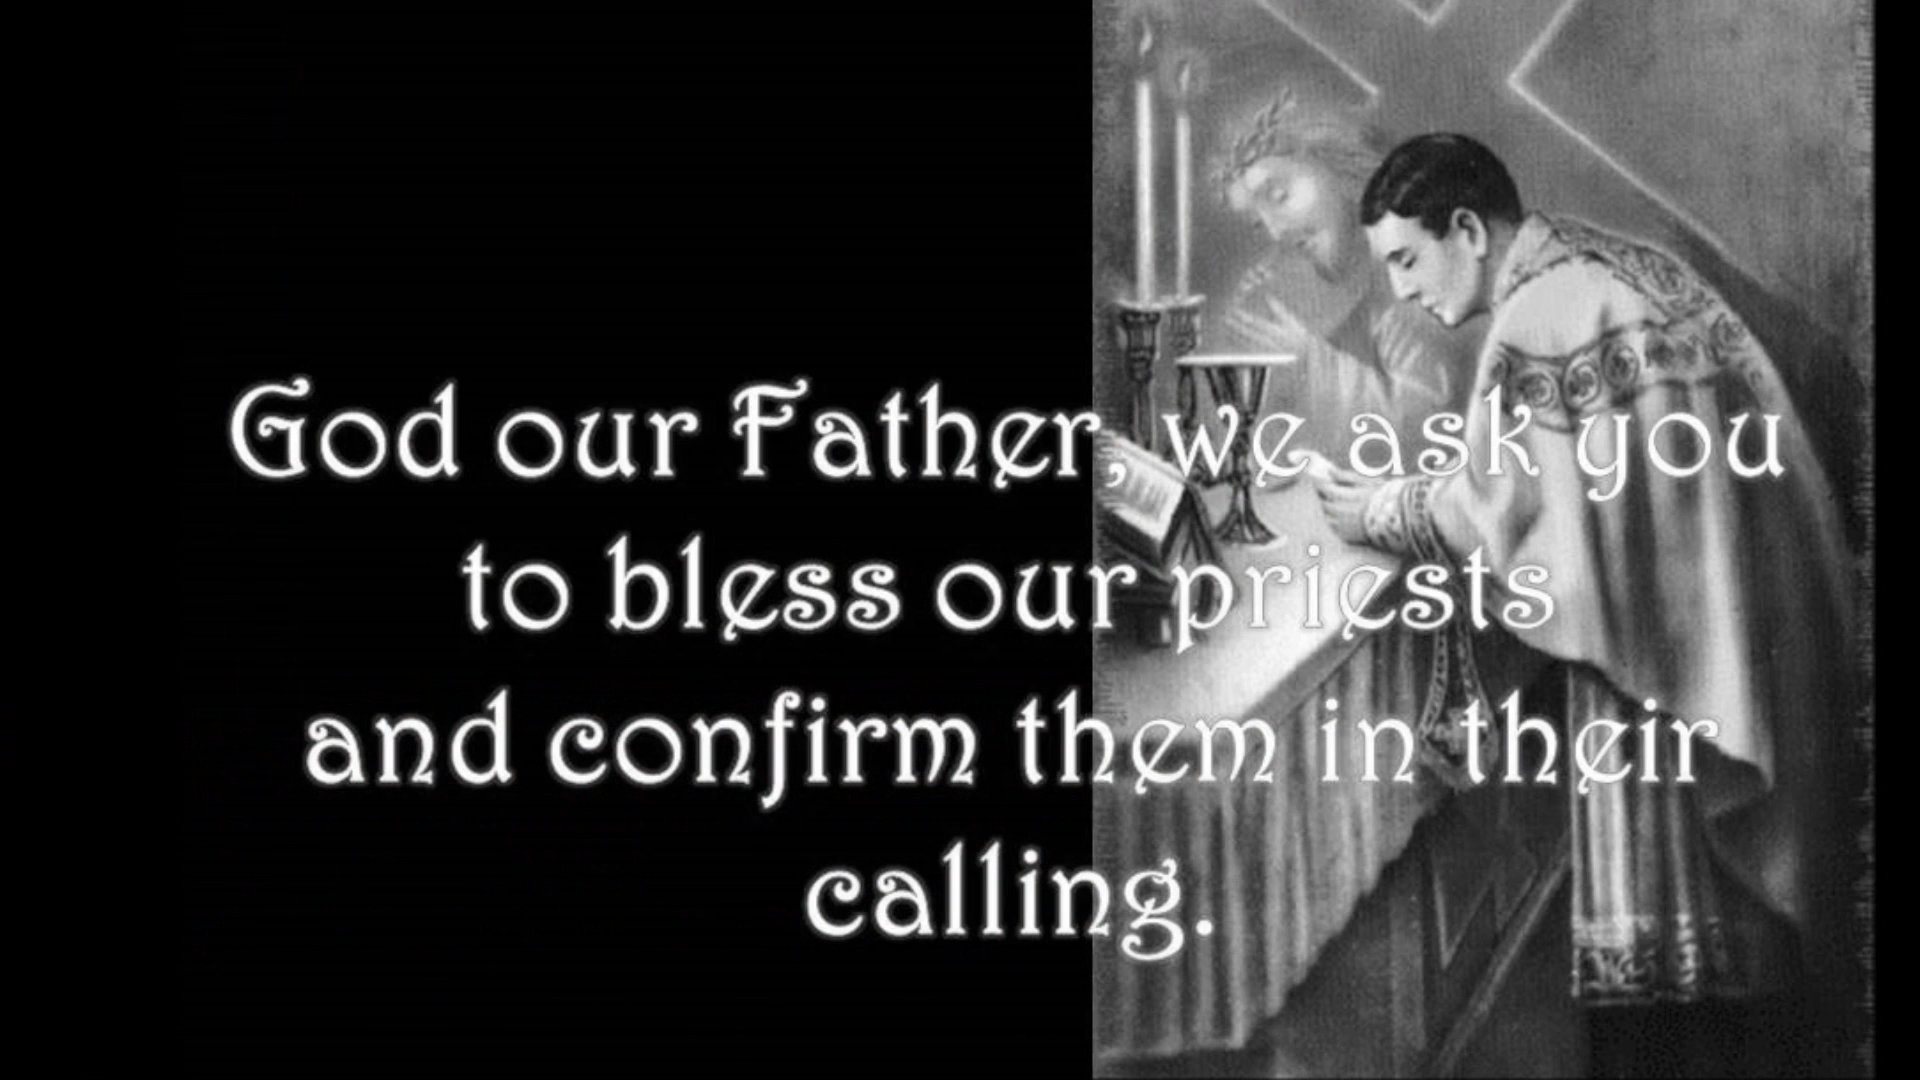 God our Father, we ask you
to bless our priests
and confirm them in their
calling.